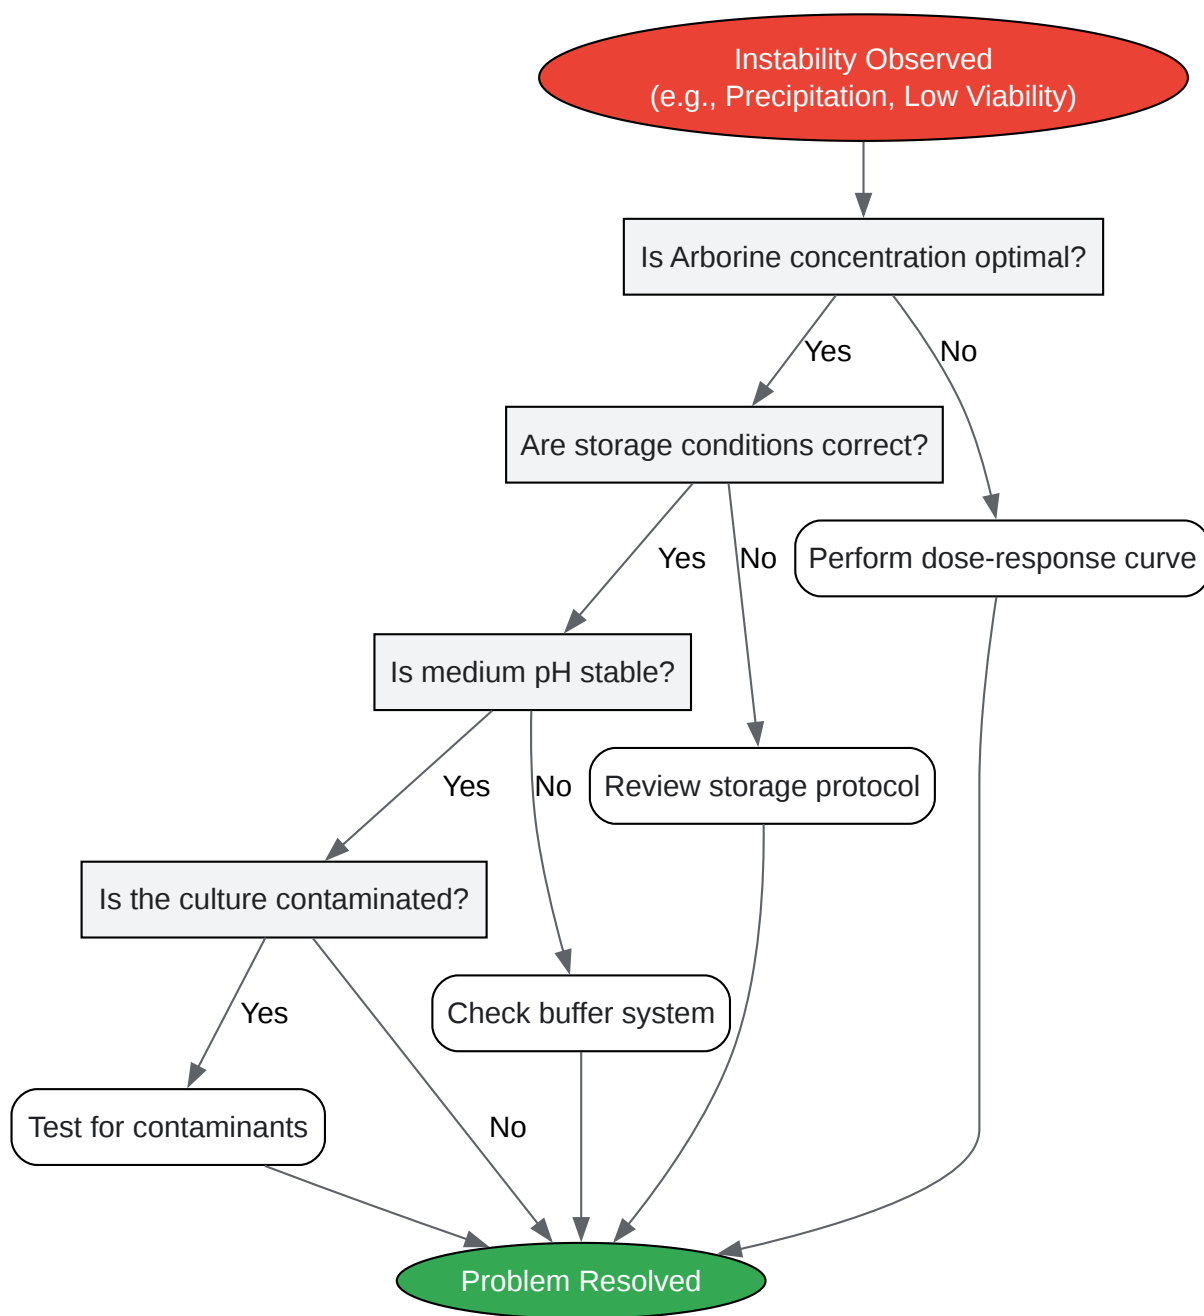 Instability Observed
(e.g., Precipitation, Low Viability)
Is Arborine concentration optimal?
Yes
No
Are storage conditions correct?
Yes
No
Perform dose-response curve
Is medium pH stable?
Yes
No
Review storage protocol
Is the culture contaminated?
Yes
Check buffer system
Test for contaminants
No
Problem Resolved